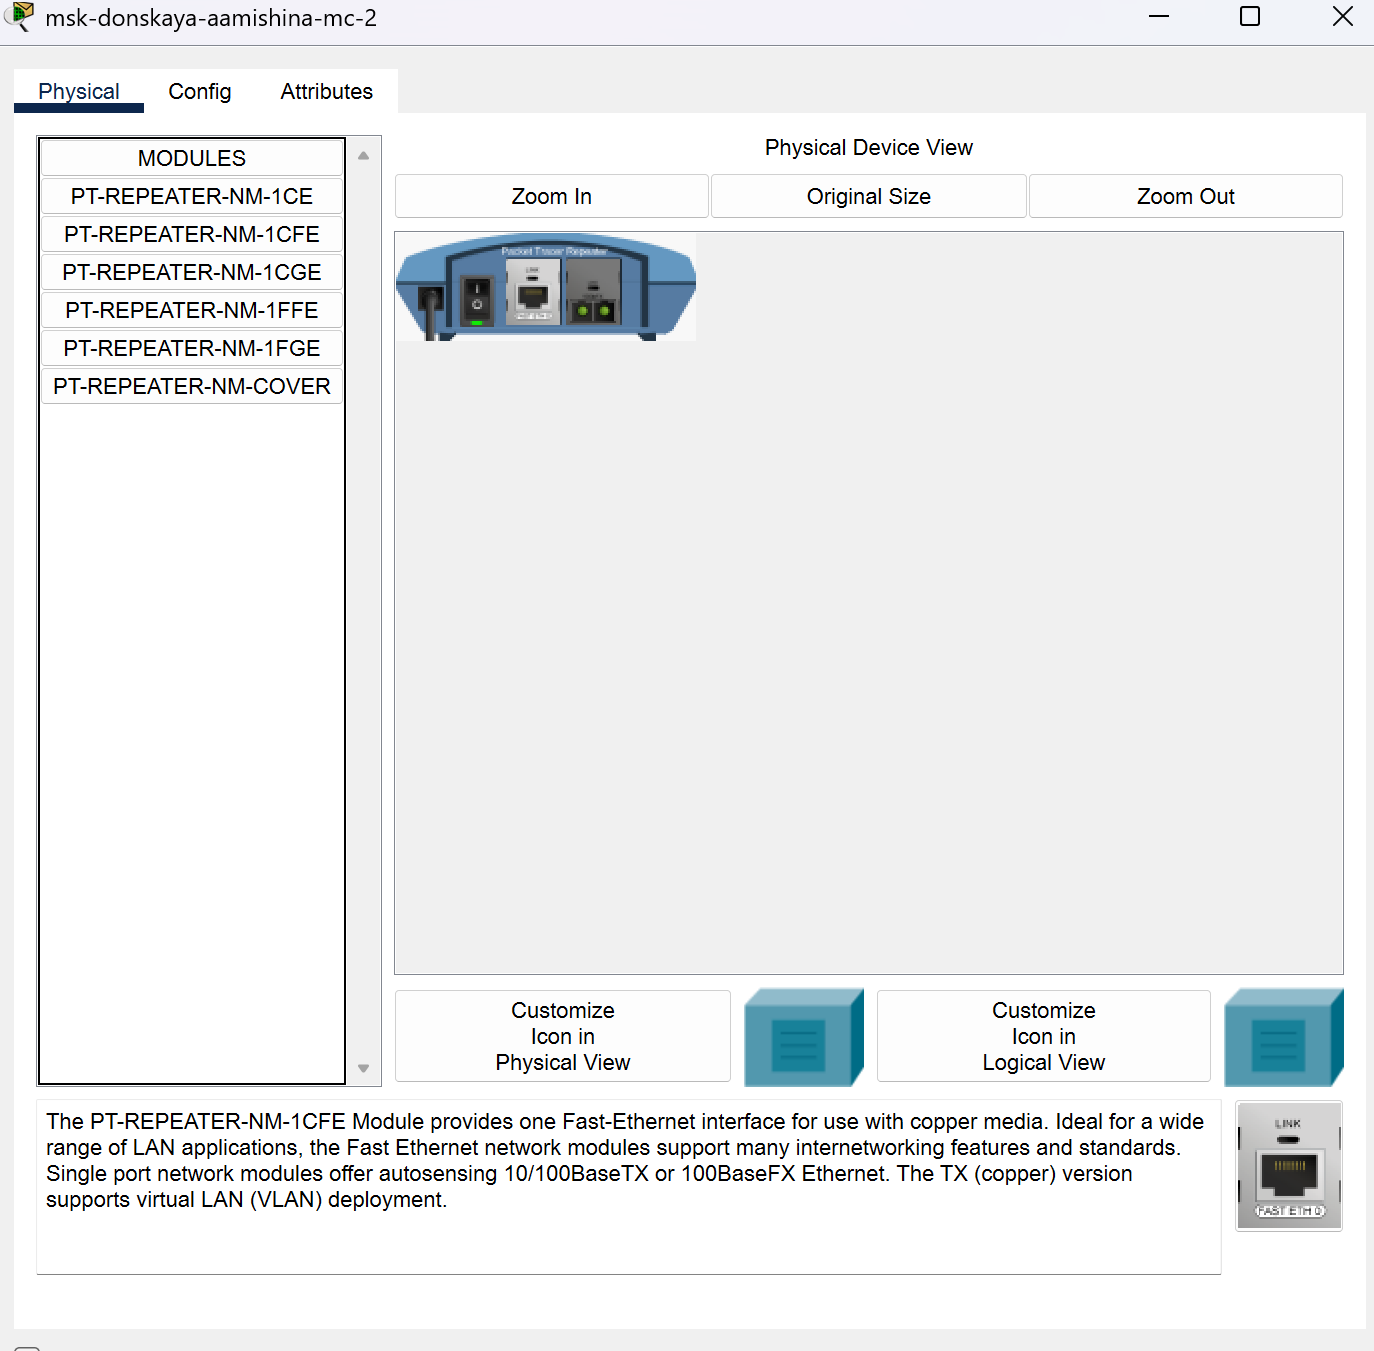 msk-donskaya-aamishina-mc-2
Physical
Config
Attributes
MODULES
PT-REPEATER-NM-1CE
PT-REPEATER-NM-1CFE
PT-REPEATER-NM-1CGE
PT-REPEATER-NM-1FFE
PT-REPEATER-NM-1FGE
PT-REPEATER-NM-COVER
Physical Device View
Zoom In
Original Size
Zoom Out
Packet Tracer Repeater
LINK
Customize
Icon in
Physical View
Customize
Icon in
Logical View
The PT-REPEATER-NM-1CFE Module provides one Fast-Ethernet interface for use with copper media. Ideal for a wide
range of LAN applications, the Fast Ethernet network modules support many internetworking features and standards.
Single port network modules offer autosensing 10/100BaseTX or 100BaseFX Ethernet. The TX (copper) version
supports virtual LAN (VLAN) deployment.
LINK
FAST ETH 0